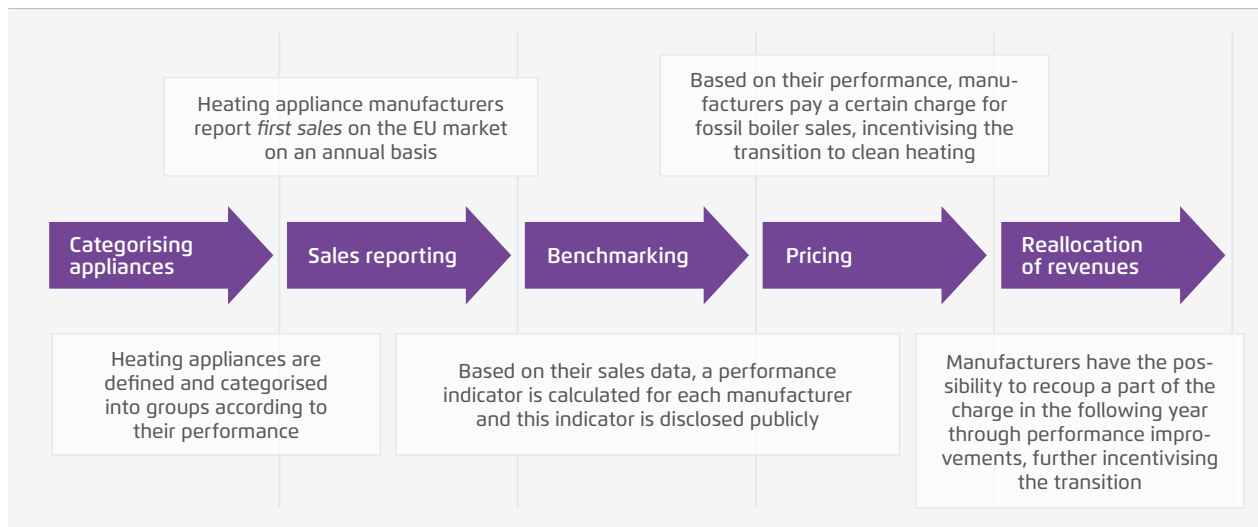 Heating appliance manufacturers
report first sales on the EU market
on an annual basis
Based on their performance, manu-
facturers pay a certain charge for
fossil boiler sales, incentivising the
transition to clean heating
Categorising
appliances
Sales reporting
Benchmarking
Pricing
Reallocation
of revenues
Heating appliances are
defined and categorised
into groups according to
their performance
Based on their sales data, a performance
indicator is calculated for each manufacturer
and this indicator is disclosed publicly
Manufacturers have the pos-
sibility to recoup a part of the
charge in the following year
through performance impro-
vements, further incentivising
the transition